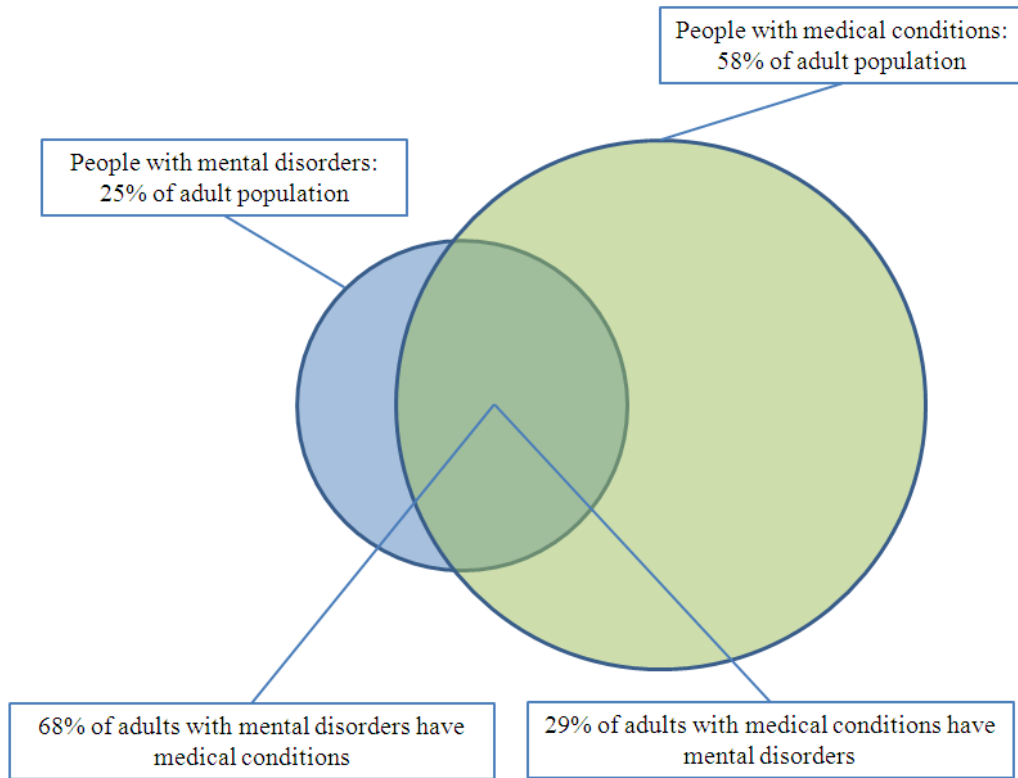 People with medical conditions:
58% of adult population
People with mental disorders:
25% of adult population
68% of adults with mental disorders have
medical conditions
29% of adults with medical conditions have
mental disorders